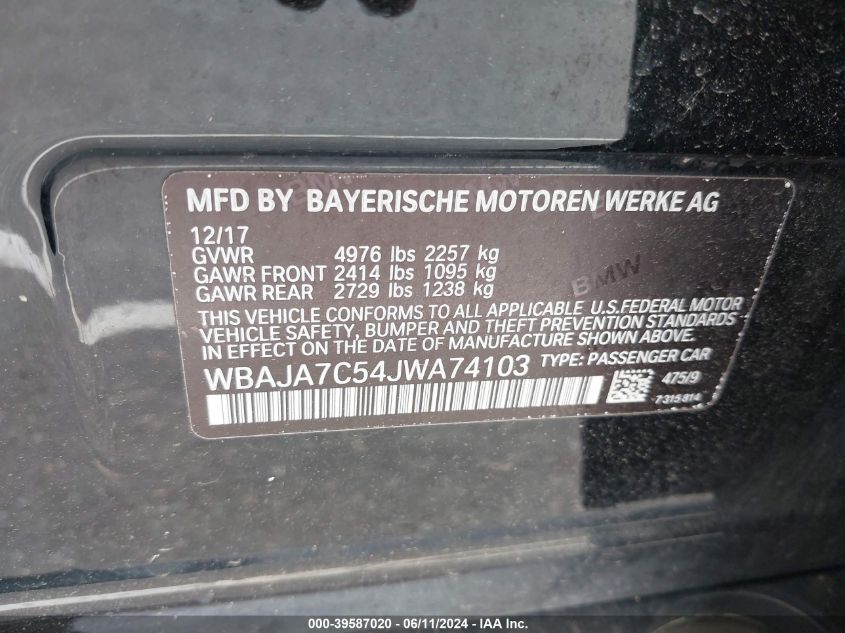 MFD BY BAYERISCHE MOTOREN WERKE AG
12/17
GVWR 4976 lbs 2257 kg
GAWR FRONT 2414 lbs 1095 kg
GAWR REAR 2729 lbs 1238 kg
BMW
THIS VEHICLE CONFORMS TO ALL APPLICABLE U.S.FEDERAL MOTOR
VEHICLE SAFETY, BUMPER AND THEFT PREVENTION STANDARDS
IN EFFECT ON THE DATE OF MANUFACTURE SHOWN ABOVE.
WBAJA7C54JWA74103 TYPE: PASSENGER CAR
475/9
7315814
000-39587020 - 06/11/2024 - IAA Inc.